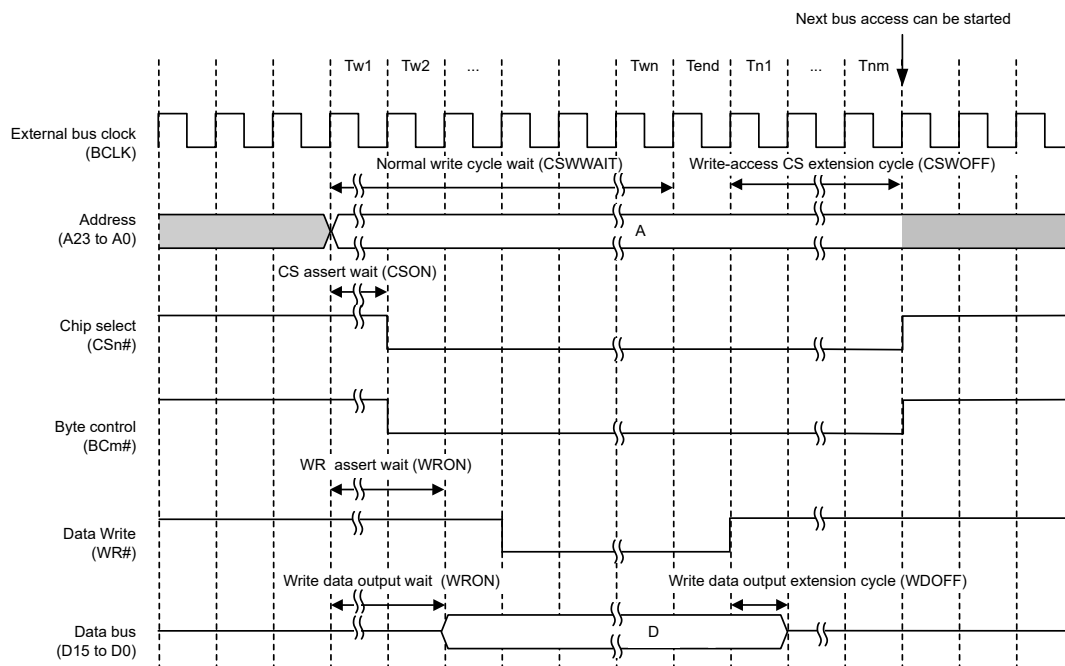 Next bus access can be started
Tw1 Tw2 ... Twn Tend Tn1 ... Tnm
External bus clock
(BCLK)
Normal write cycle wait (CSWWAIT) Write-access CS extension cycle (CSWOFF)
Address
(A23 to A0)
A
CS assert wait (CSON)
Chip select
(CSn#)
Byte control
(BCm#)
WR assert wait (WRON)
Data Write
(WR#)
Write data output wait (WRON) Write data output extension cycle (WDOFF)
Data bus
(D15 to D0)
D